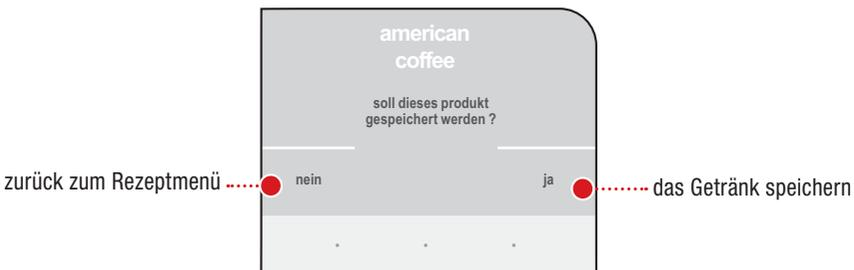 american
coffee
soll dieses produkt
gespeichert werden ?
zurück zum Rezeptmenü
nein
ja
das Getränk speichern